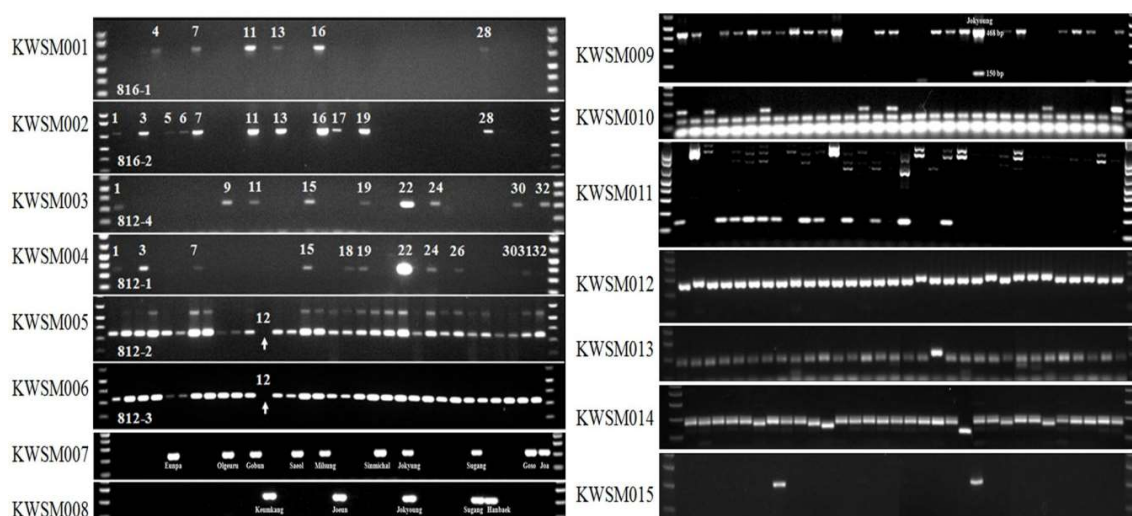 KWSM001
4 7 11 13 16 28
816-1
KWSM002
1 3 5 6 7 11 13 16 17 19 28
816-2
KWSM003
1 9 11 15 19 22 24 30 32
812-4
KWSM004
1 3 7 15 18 19 22 24 26 30 31 32
812-1
KWSM005
12
812-2
KWSM006
12
812-3
KWSM007
Eunpa Olgeuru Gobun Saeol Milsung Sinmichal Jokyung Sugang Goso Joa
KWSM008
Keumkang Joeun Jokyoung Sugang Hanbaek
KWSM009
Jokyoung
468 bp
150 bp
KWSM010
KWSM011
KWSM012
KWSM013
KWSM014
KWSM015